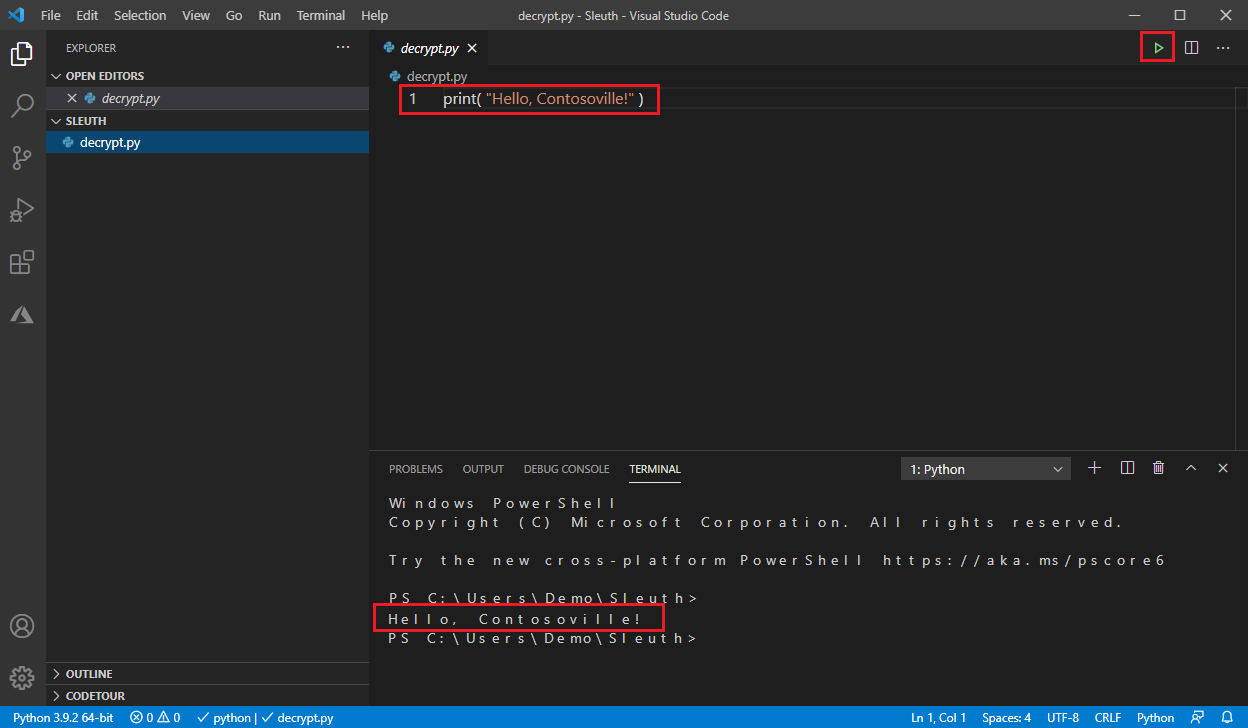 File Edit Selection View Go Run Terminal Help decrypt.py - Sleuth - Visual Studio Code
EXPLORER
OPEN EDITORS
decrypt.py
SLEUTH
decrypt.py
OUTLINE
CODETOUR
decrypt.py
decrypt.py
1 print( "Hello, Contosoville!" )
PROBLEMS OUTPUT DEBUG CONSOLE TERMINAL 1: Python
Windows PowerShell
Copyright (C) Microsoft Corporation. All rights reserved.
Try the new cross-platform PowerShell https://aka.ms/pscore6
PS C:\Users\Demo\Sleuth>
Hello, Contosoville!
PS C:\Users\Demo\Sleuth>
Python 3.9.2 64-bit 0 0 python | decrypt.py Ln 1, Col 1 Spaces: 4 UTF-8 CRLF Python